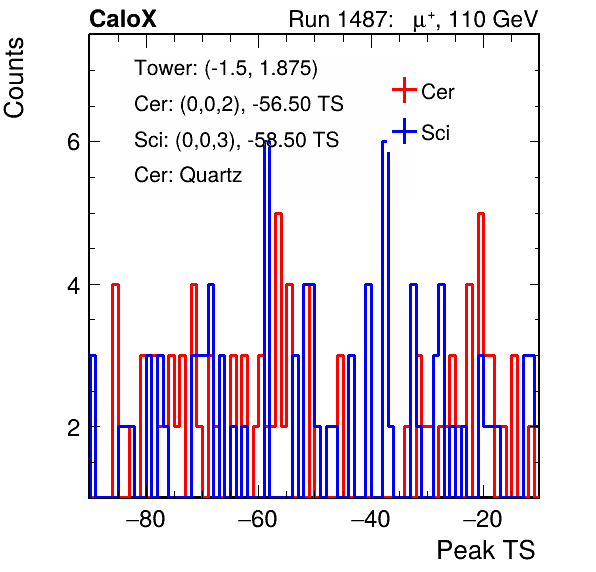 CaloX Run 1487: μ⁺, 110 GeV
Counts
Tower: (-1.5, 1.875)
Cer: (0,0,2), -56.50 TS
Sci: (0,0,3), -58.50 TS
Cer: Quartz
Cer
Sci
6
4
2
−80 −60 −40 −20
Peak TS